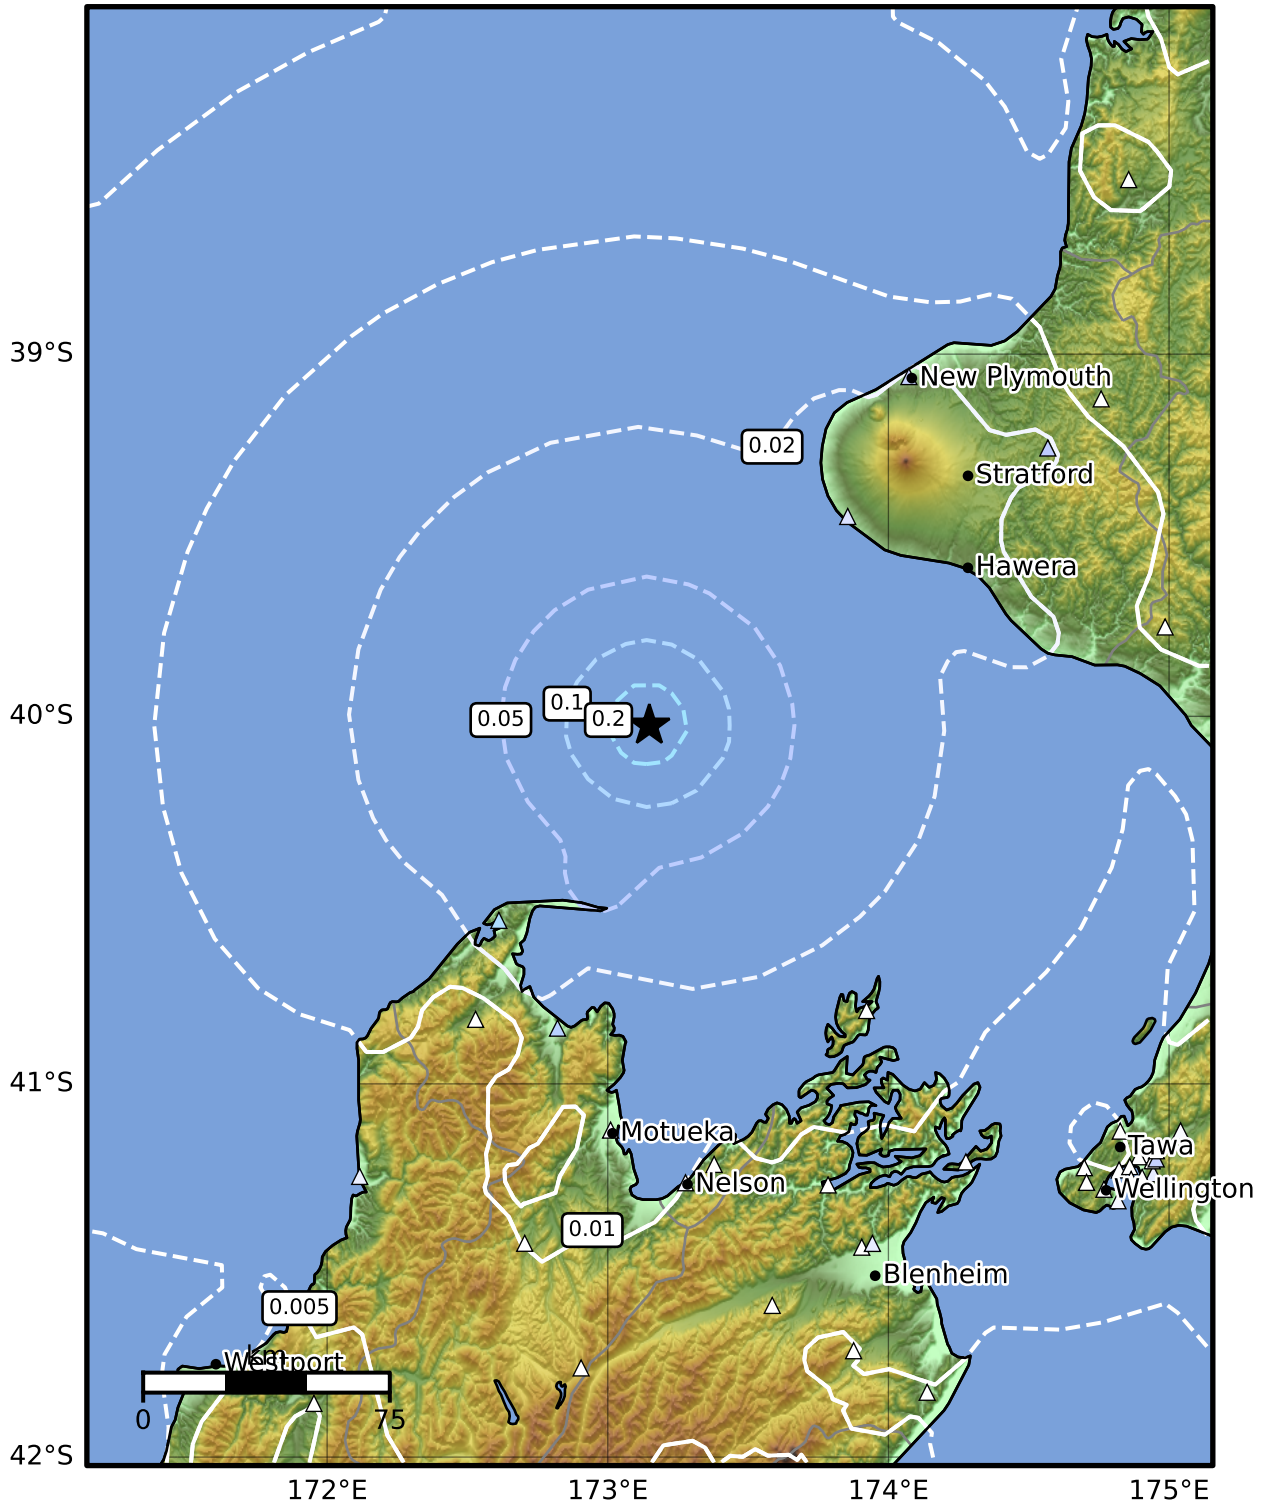 39°S
New Plymouth
0.02
Stratford
Hawera
0.1
0.05
0.2
40°S
41°S
Motueka
Tawa
Nelson
Wellington
0.01
Blenheim
0.005
km
Westport
0
75
42°S
172°E
173°E
174°E
175°E